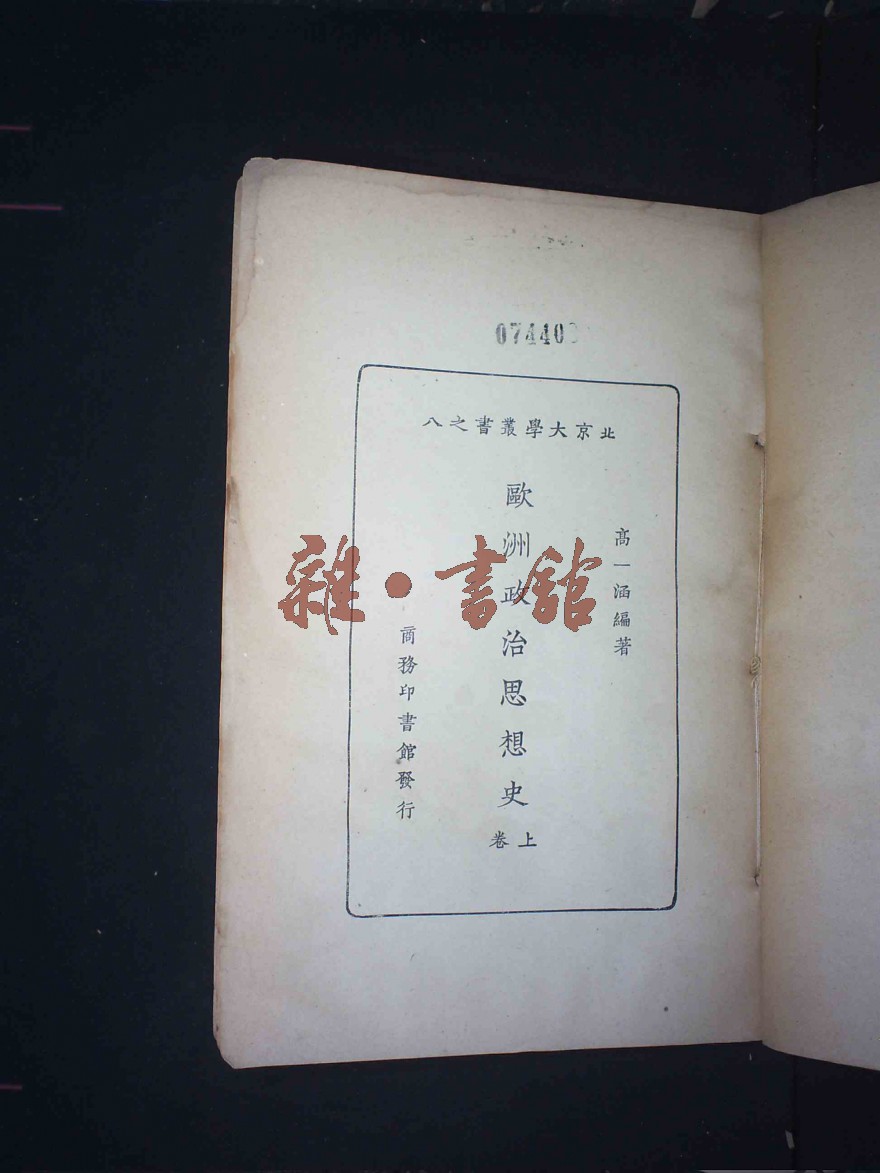 07440
北京大學叢書之八
高一涵編著
歐洲政治思想史
上卷
商務印書館發行
雜·書館